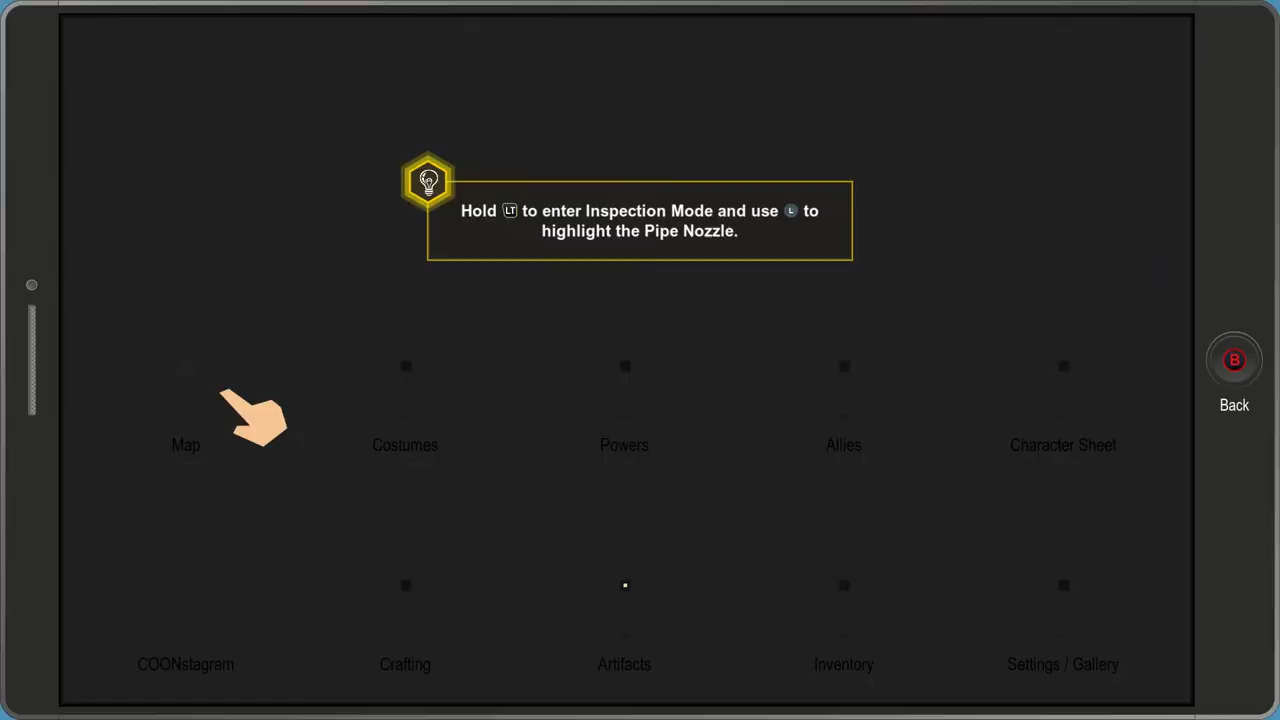 Hold LT to enter Inspection Mode and use L to
highlight the Pipe Nozzle.
B
Back
Map Costumes Powers Allies Character Sheet
COONstagram Crafting Artifacts Inventory Settings / Gallery